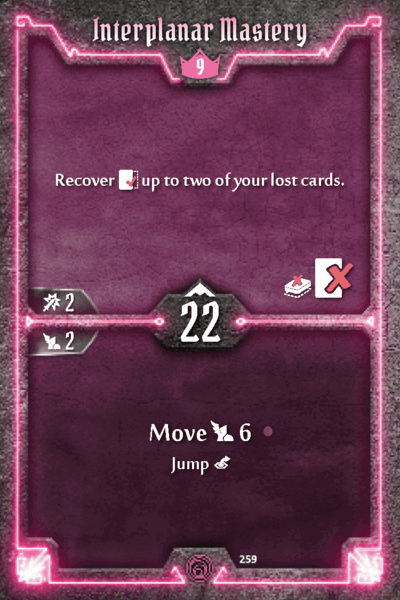 Interplanar Mastery
9
Recover up to two of your lost cards.
2
22
2
Move 6
Jump
259